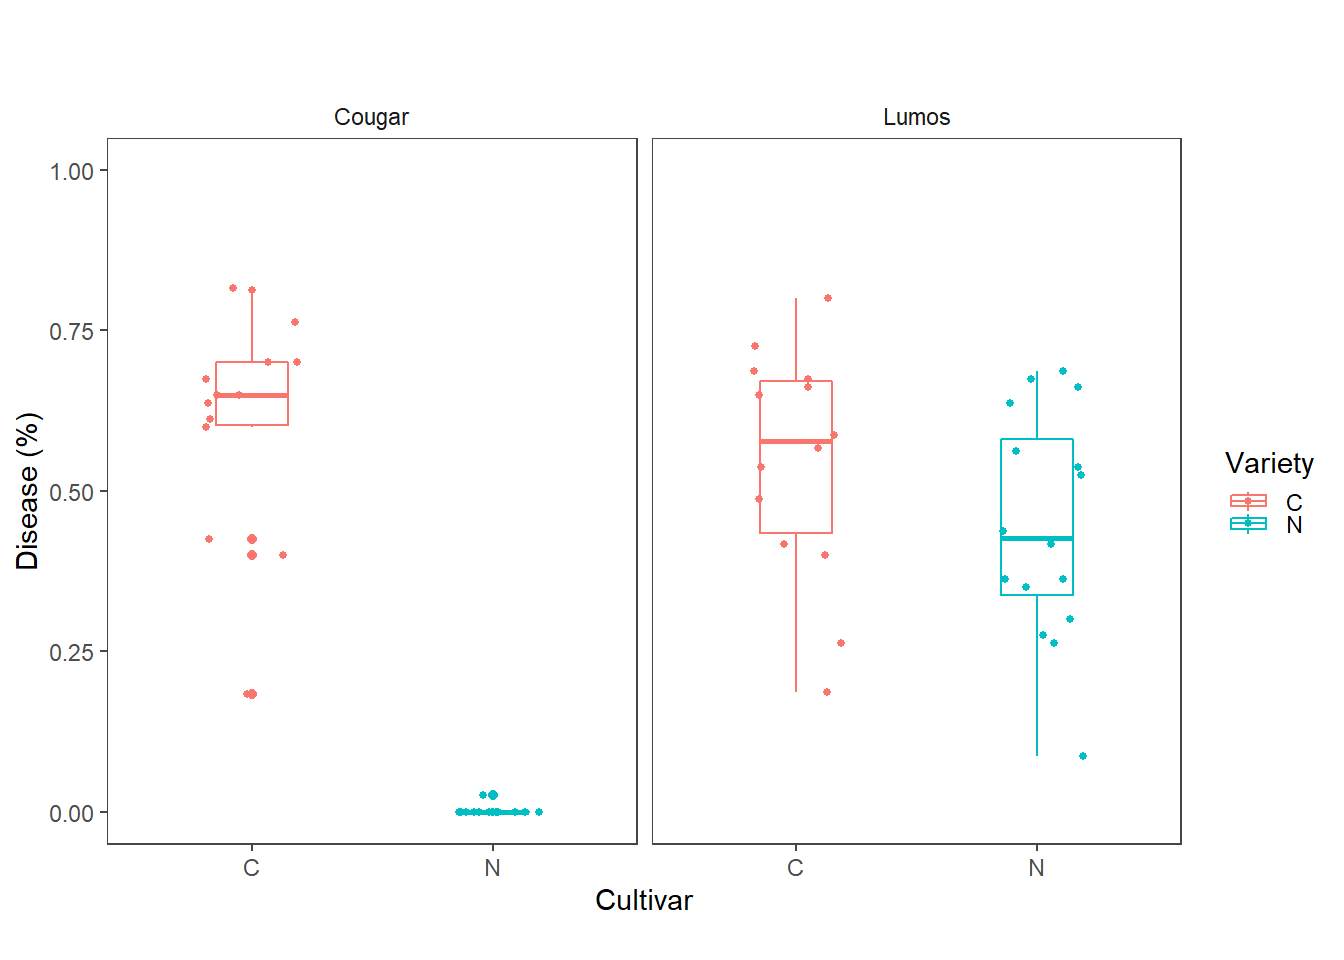 Cougar
Lumos
1.00
0.75
0.50
0.25
0.00
Disease (%)
C
N
C
N
Cultivar
Variety
C
N